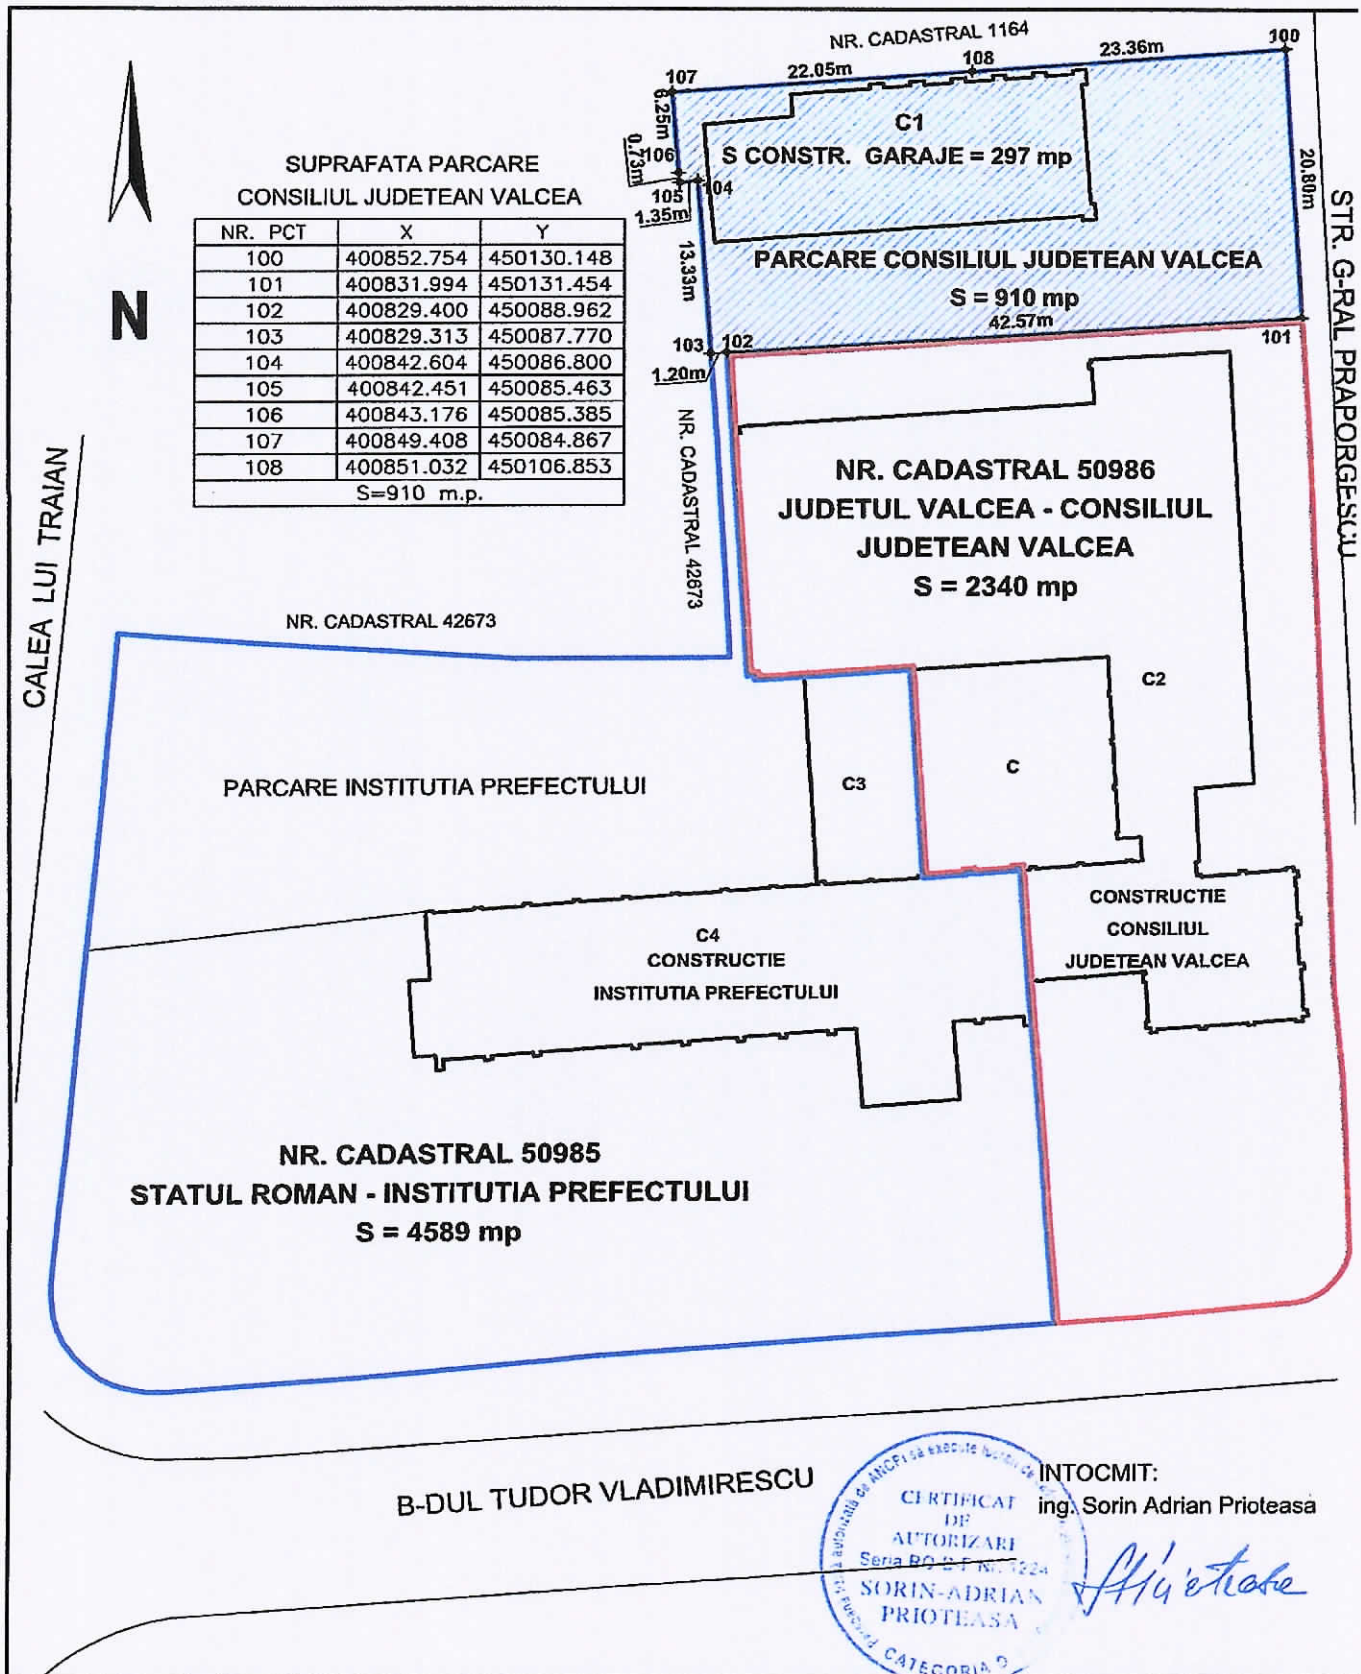 NR. CADASTRAL 1164
100
107
22.05m
108
23.36m
6.25m
C1
0.73m
106
S CONSTR. GARAJE = 297 mp
104
105
1.35m
20.80m
STR. G-RAL PRAPORGESCU
13.33m
PARCARE CONSILIUL JUDETEAN VALCEA
S = 910 mp
42.57m
103
102
101
1.20m
SUPRAFATA PARCARE
CONSILIUL JUDETEAN VALCEA
NR. PCT X Y
100 400852.754 450130.148
101 400831.994 450131.454
102 400829.400 450088.962
103 400829.313 450087.770
104 400842.604 450086.800
105 400842.451 450085.463
106 400843.176 450085.385
107 400849.408 450084.867
108 400851.032 450106.853
S=910 m.p.
N
CALEA LUI TRAIAN
NR. CADASTRAL 42673
NR. CADASTRAL 42673
NR. CADASTRAL 50986
JUDETUL VALCEA - CONSILIUL
JUDETEAN VALCEA
S = 2340 mp
C2
PARCARE INSTITUTIA PREFECTULUI
C3
C
C4
CONSTRUCTIE
INSTITUTIA PREFECTULUI
CONSTRUCTIE
CONSILIUL
JUDETEAN VALCEA
NR. CADASTRAL 50985
STATUL ROMAN - INSTITUTIA PREFECTULUI
S = 4589 mp
B-DUL TUDOR VLADIMIRESCU
INTOCMIT:
ing. Sorin Adrian Prioteasa
CERTIFICAT
DE
AUTORIZARE
Seria
SORIN-ADRIAN
PRIOTEASA
CATEGORIA D